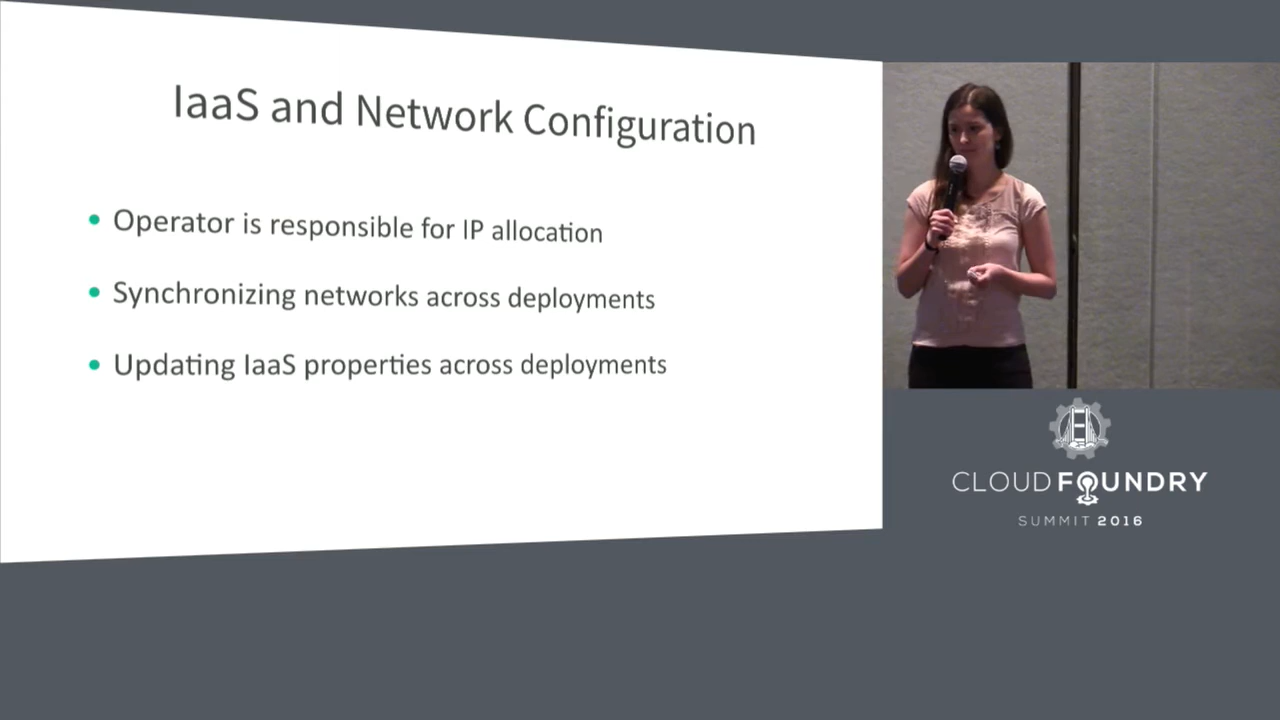 IaaS and Network Configuration
Operator is responsible for IP allocation
Synchronizing networks across deployments
Updating IaaS properties across deployments
CLOUD FOUNDRY
SUMMIT 2016